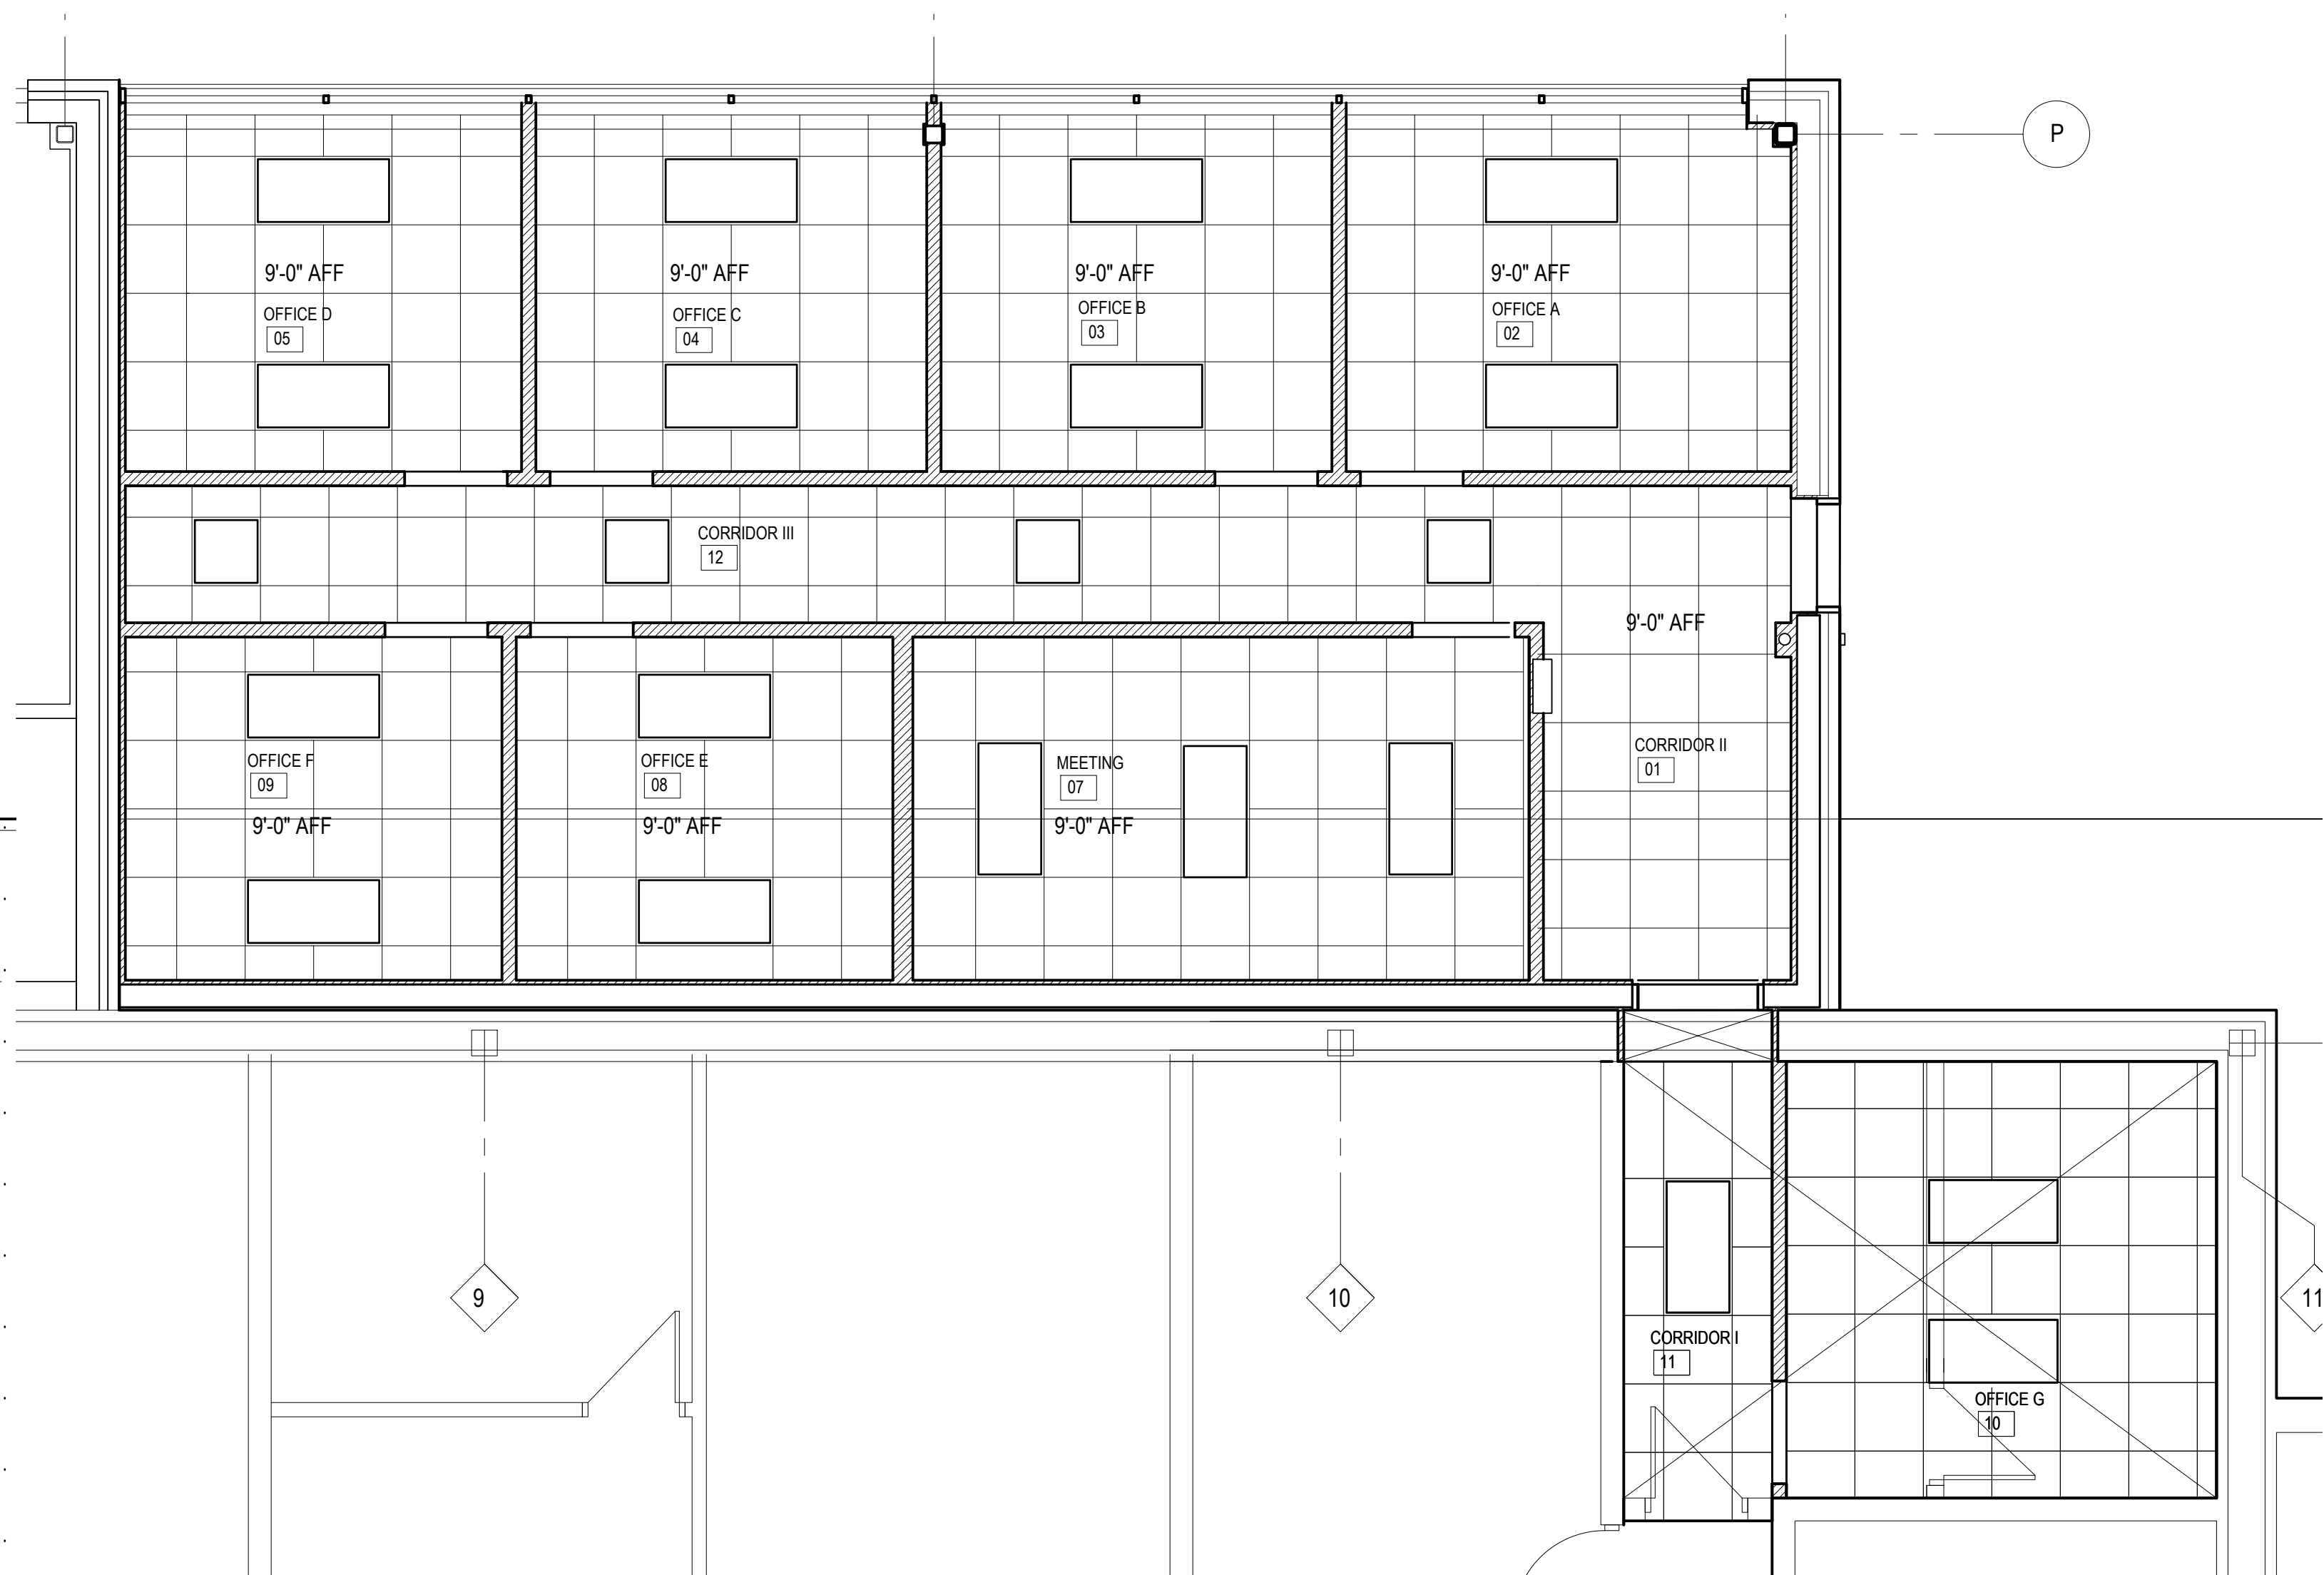 P
9'-0" AFF
9'-0" AFF
9'-0" AFF
9'-0" AFF
OFFICE D
05
OFFICE C
04
OFFICE B
03
OFFICE A
02
CORRIDOR III
12
9'-0" AFF
OFFICE F
09
9'-0" AFF
OFFICE E
08
9'-0" AFF
MEETING
07
9'-0" AFF
CORRIDOR II
01
9
10
11
CORRIDOR I
11
OFFICE G
10